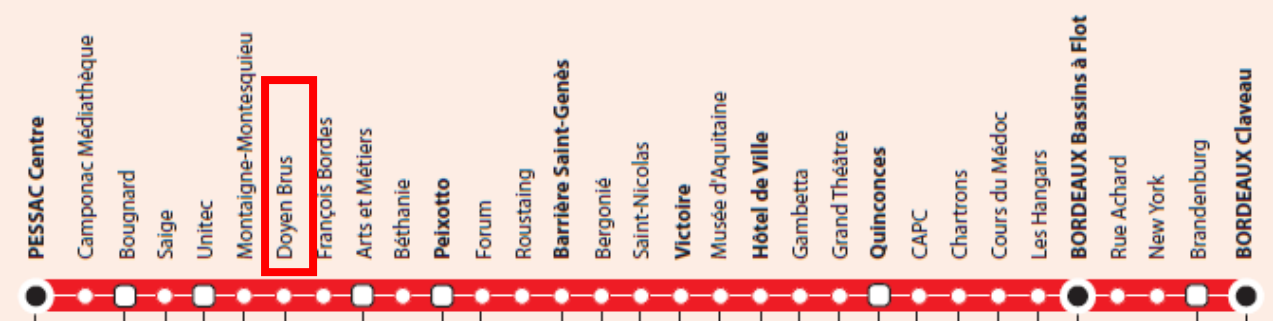 PESSAC Centre
Camponac Médiathèque
Bougnard
Saige
Unitec
Montaigne-Montesquieu
Doyen Brus
François Bordes
Arts et Métiers
Béthanie
Peixotto
Forum
Roustaing
Barrière Saint-Genès
Bergonié
Saint-Nicolas
Victoire
Musée d'Aquitaine
Hôtel de Ville
Gambetta
Grand Théâtre
Quinconces
CAPC
Chartrons
Cours du Médoc
Les Hangars
BORDEAUX Bassins à Flot
Rue Achard
New York
Brandenburg
BORDEAUX Claveau